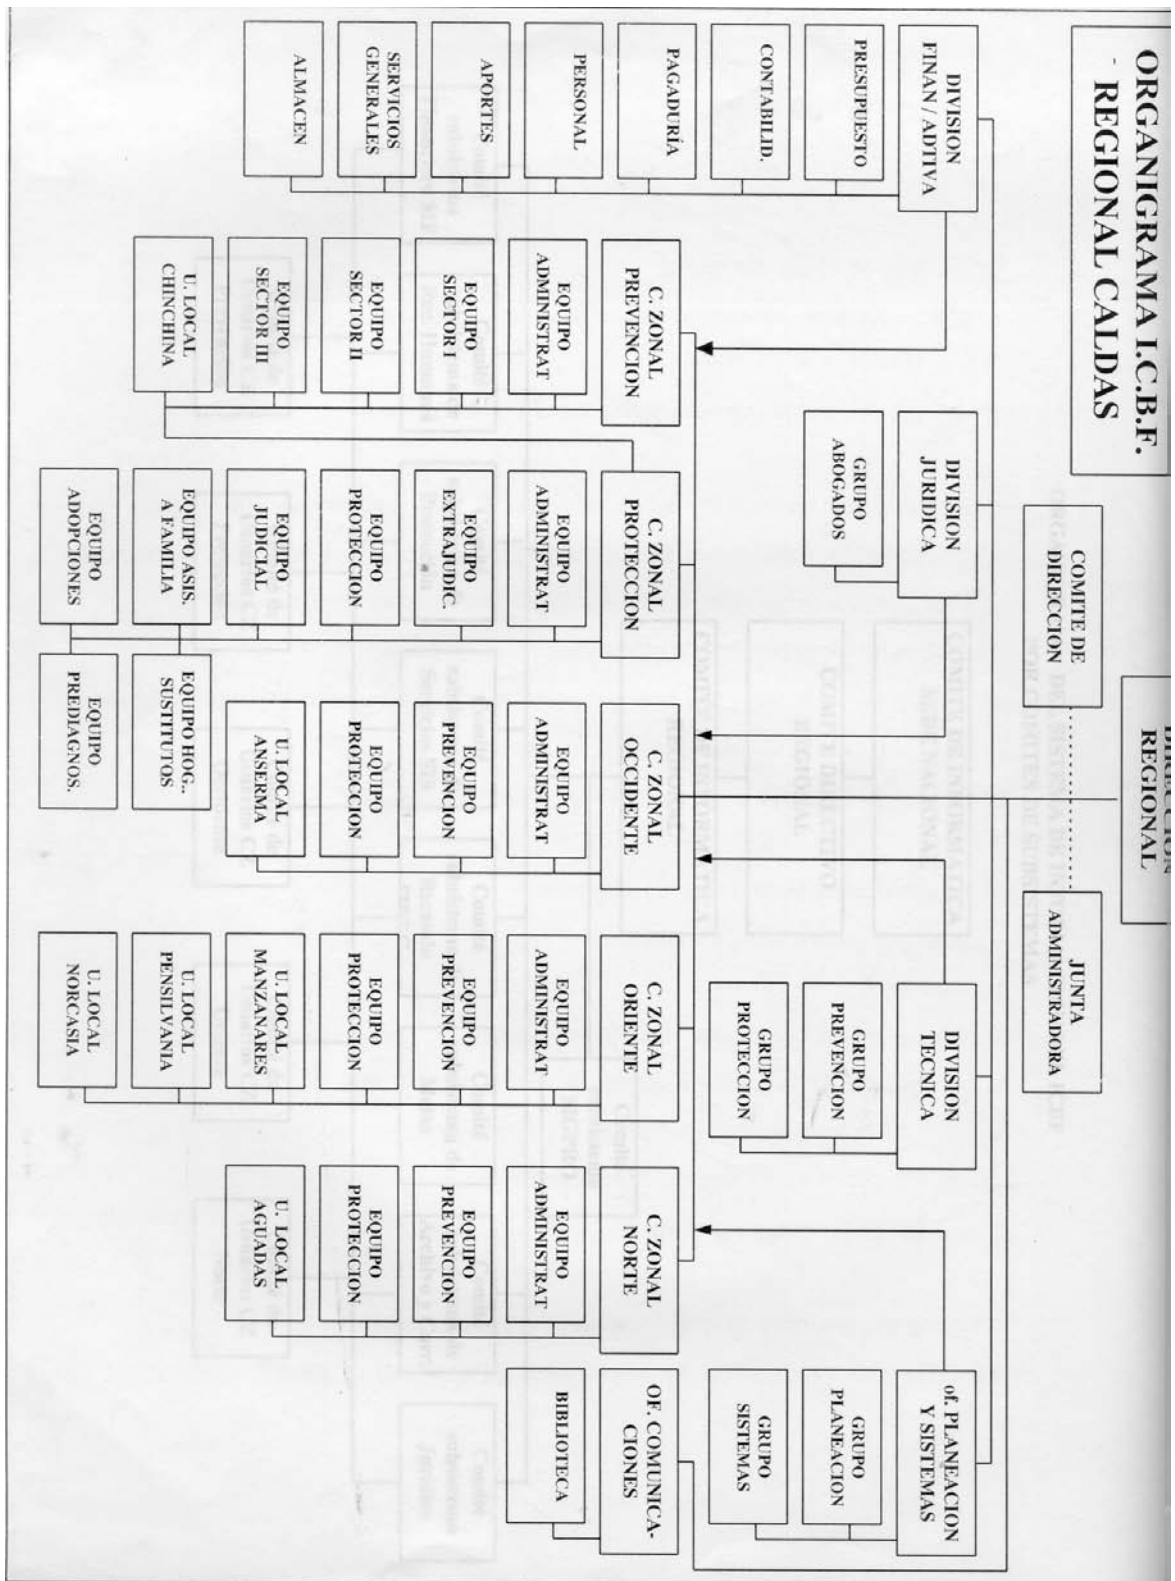 ORGANIGRAMA I.C.B.F.
- REGIONAL CALDAS
DIRECCION
REGIONAL
COMITE DE
DIRECCION
JUNTA
ADMINISTRADORA
DIVISION
FINAN / ADTIVA
PRESUPUESTO
CONTABILID.
PAGADURÍA
PERSONAL
APORTES
SERVICIOS
GENERALES
ALMACEN
DIVISION
JURIDICA
GRUPO
ABOGADOS
DIVISION
TECNICA
GRUPO
PREVENCION
GRUPO
PROTECCION
of. PLANEACION
Y SISTEMAS
GRUPO
PLANEACION
GRUPO
SISTEMAS
C. ZONAL
PREVENCION
EQUIPO
ADMINISTRAT
EQUIPO
SECTOR I
EQUIPO
SECTOR II
EQUIPO
SECTOR III
U. LOCAL
CHINCHINA
C. ZONAL
PROTECCION
EQUIPO
ADMINISTRAT
EQUIPO
EXTRAJUDIC.
EQUIPO
PROTECCION
EQUIPO
JUDICIAL
EQUIPO ASIS.
A FAMILIA
EQUIPO HOG..
SUSTITUTOS
EQUIPO
ADOPCIONES
EQUIPO
PREDIAGNOS.
C. ZONAL
OCCIDENTE
EQUIPO
ADMINISTRAT
EQUIPO
PREVENCION
EQUIPO
PROTECCION
U. LOCAL
ANSERMA
C. ZONAL
ORIENTE
EQUIPO
ADMINISTRAT
EQUIPO
PREVENCION
EQUIPO
PROTECCION
U. LOCAL
MANZANARES
U. LOCAL
PENSILVANIA
U. LOCAL
NORCASIA
C. ZONAL
NORTE
EQUIPO
ADMINISTRAT
EQUIPO
PREVENCION
EQUIPO
PROTECCION
U. LOCAL
AGUADAS
OF. COMUNICA-
CIONES
BIBLIOTECA